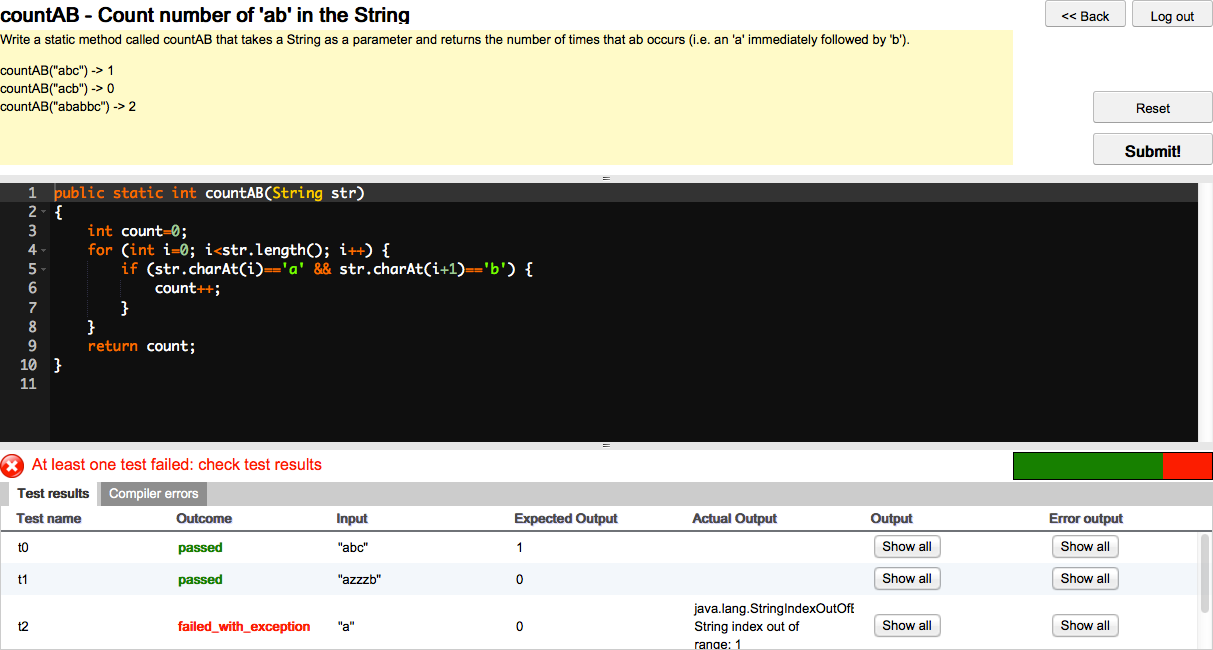 countAB - Count number of 'ab' in the String
<< Back
Log out
Write a static method called countAB that takes a String as a parameter and returns the number of times that ab occurs (i.e. an 'a' immediately followed by 'b').
countAB("abc") -> 1
countAB("acb") -> 0
countAB("ababbc") -> 2
Reset
Submit!
1 public static int countAB(String str)
2 {
3 int count=0;
4 for (int i=0; i<str.length(); i++) {
5 if (str.charAt(i)=='a' && str.charAt(i+1)=='b') {
6 count++;
7 }
8 }
9 return count;
10 }
11
At least one test failed: check test results
Test results Compiler errors
Test name Outcome Input Expected Output Actual Output Output Error output
t0 passed "abc" 1 Show all Show all
t1 passed "azzzb" 0 Show all Show all
java.lang.StringIndexOutOfE
t2 failed_with_exception "a" 0 String index out of Show all Show all
range: 1